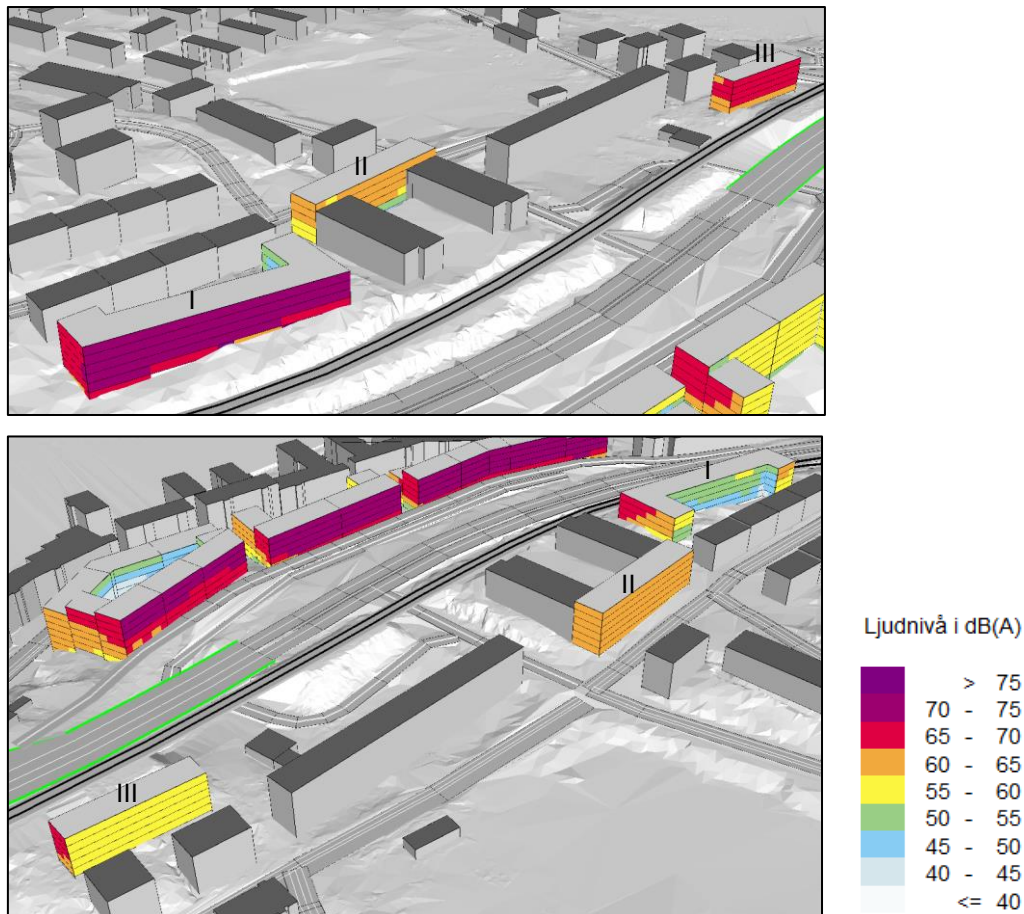 III
II
I
I
II
III
Ljudnivå i dB(A)
> 75
70 - 75
65 - 70
60 - 65
55 - 60
50 - 55
45 - 50
40 - 45
<= 40